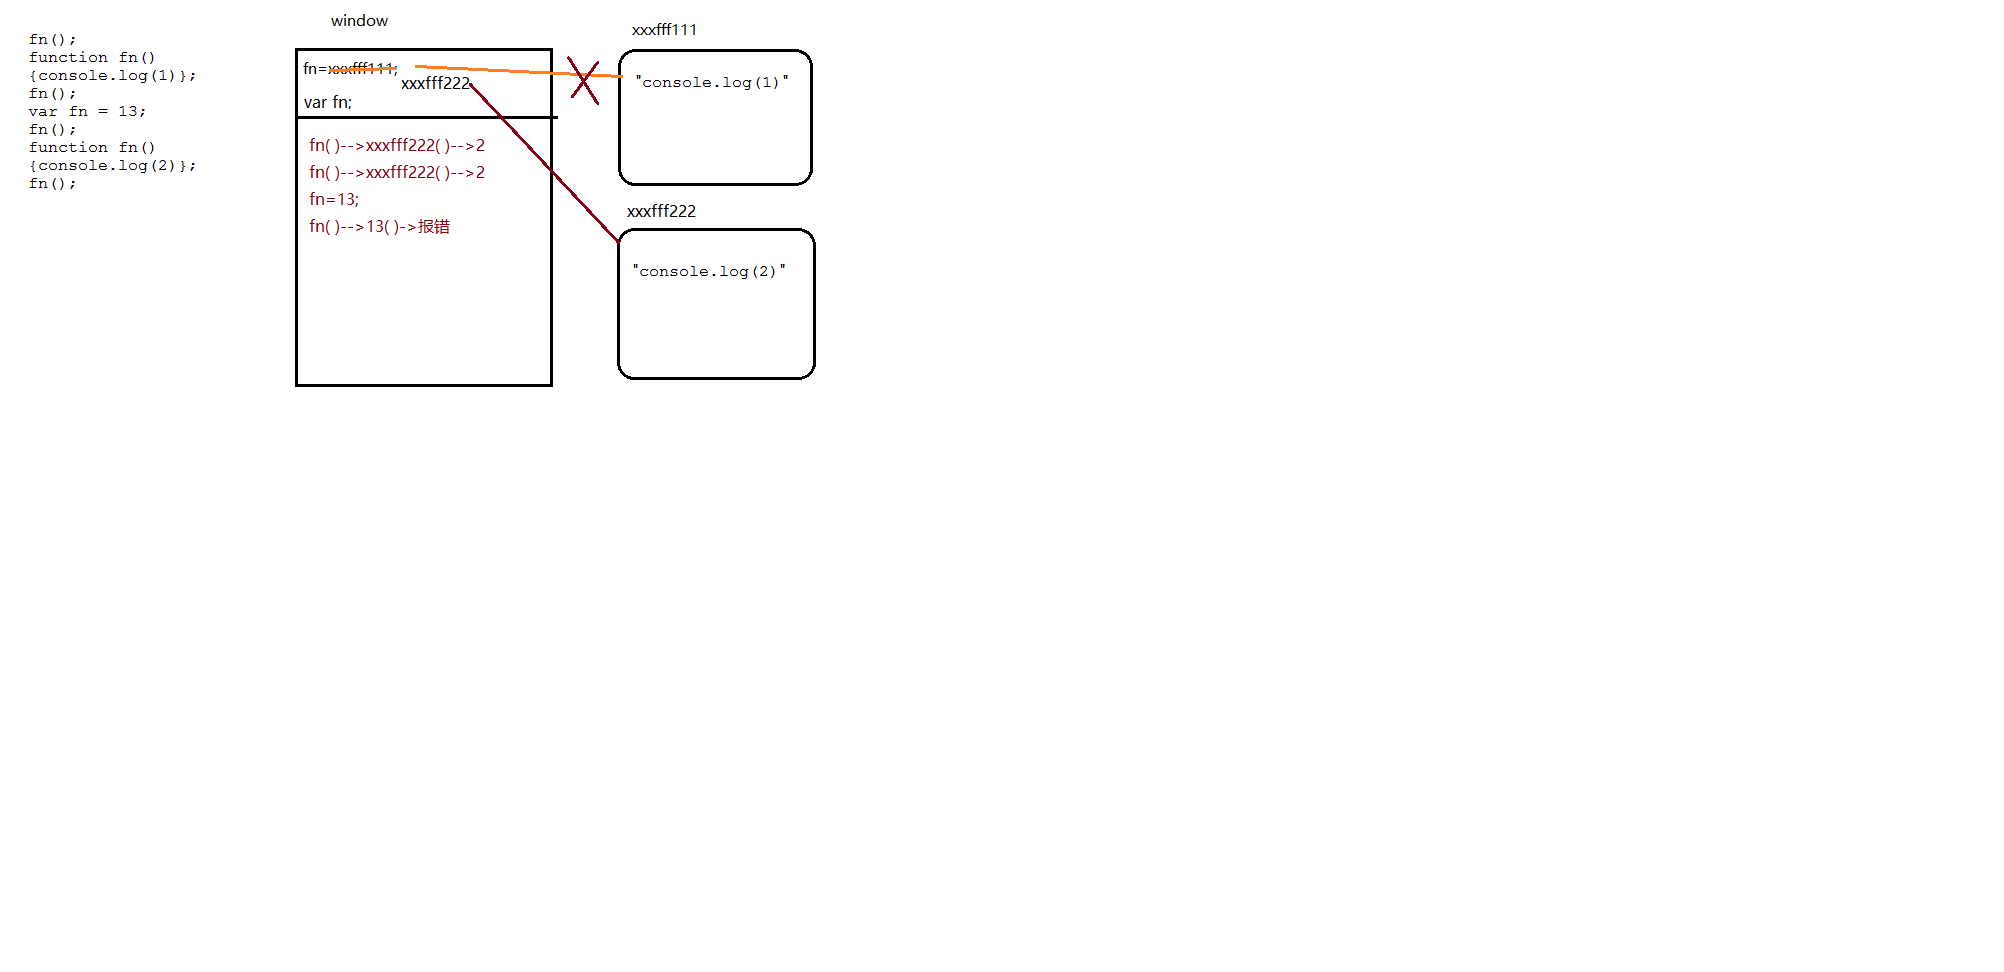 fn();
function fn()
{console.log(1)};
fn();
var fn = 13;
fn();
function fn()
{console.log(2)};
fn();
window
fn=xxxfff111;
xxxfff222
var fn;
fn( )-->xxxfff222( )-->2
fn( )-->xxxfff222( )-->2
fn=13;
fn( )-->13( )->报错
xxxfff111
"console.log(1)"
xxxfff222
"console.log(2)"